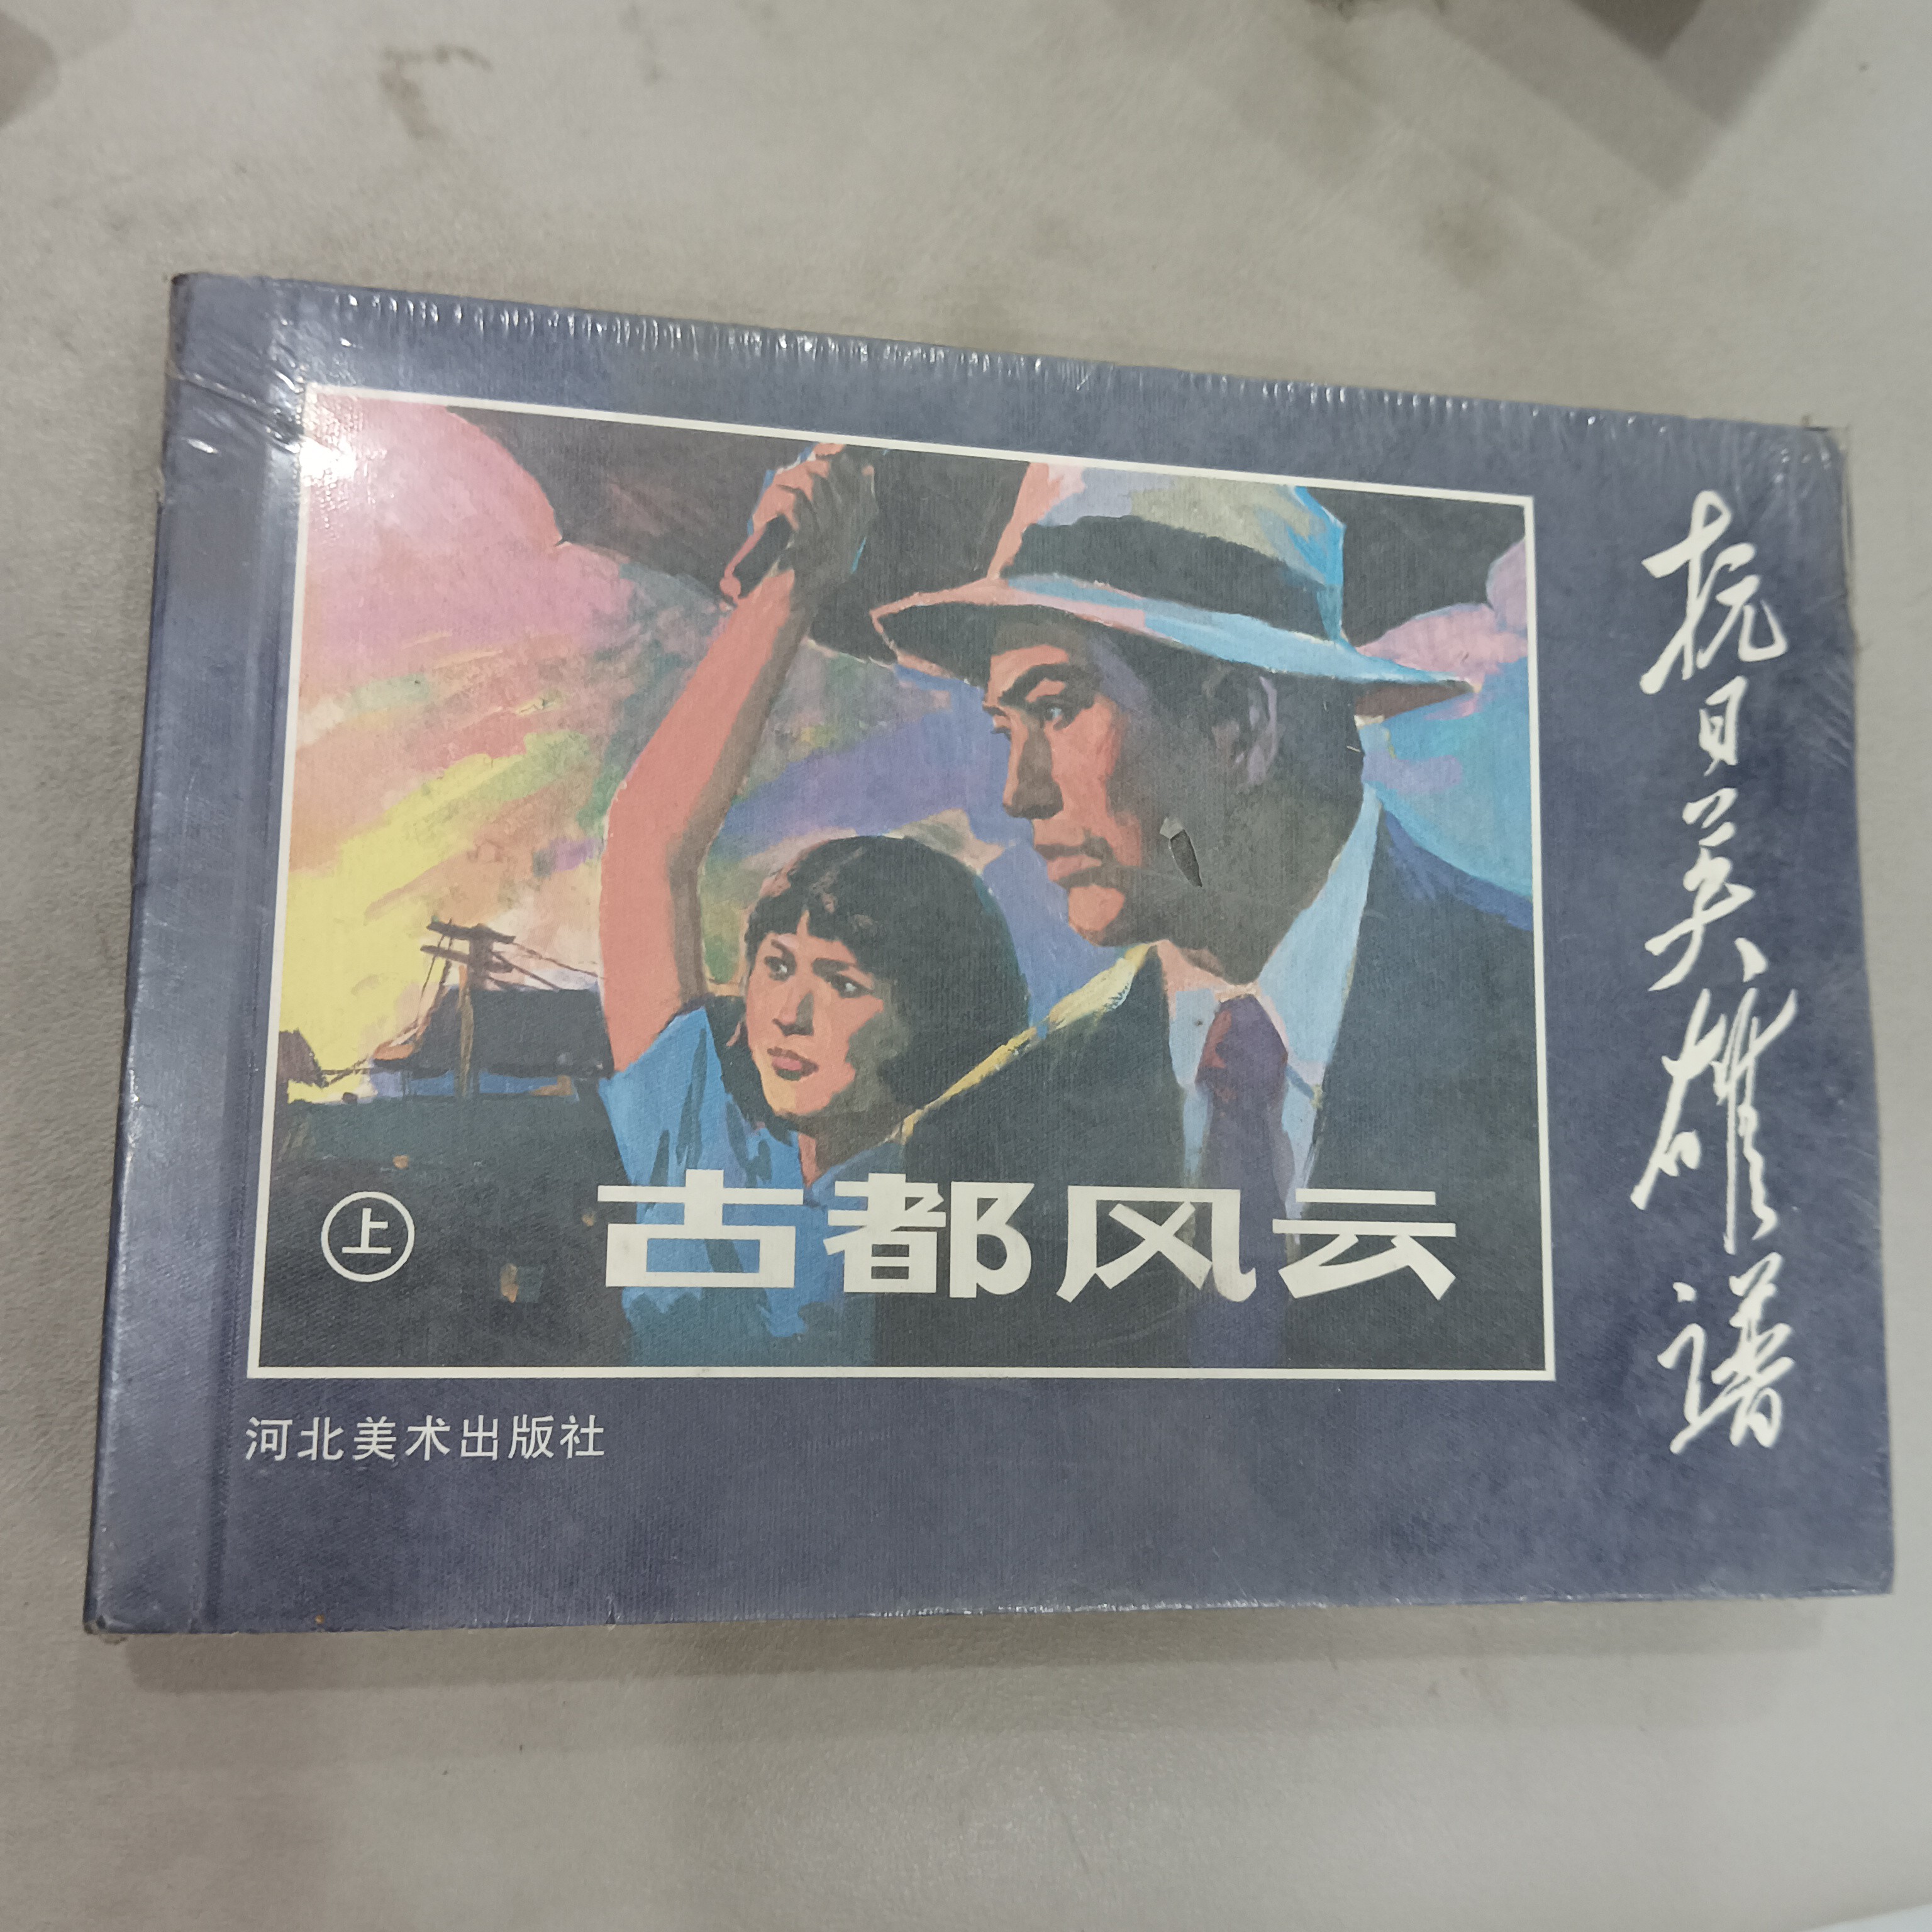 抗日英雄谱
上
古都风云
河北美术出版社